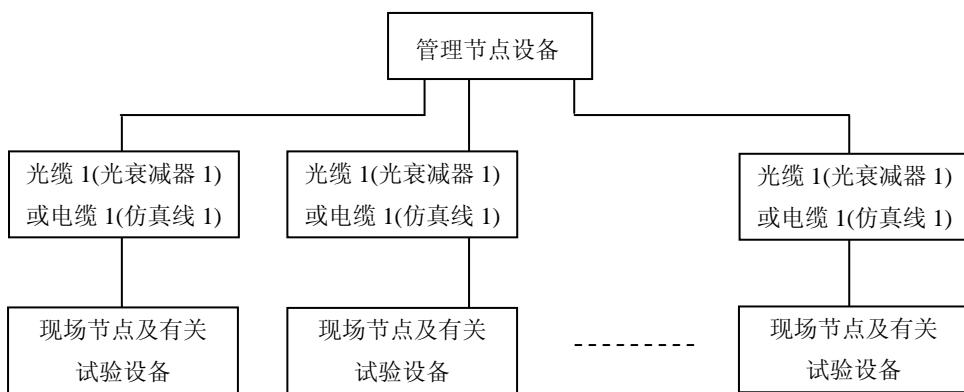 管理节点设备
光缆 1(光衰减器 1)
或电缆 1(仿真线 1)
光缆 1(光衰减器 1)
或电缆 1(仿真线 1)
光缆 1(光衰减器 1)
或电缆 1(仿真线 1)
现场节点及有关
试验设备
现场节点及有关
试验设备
现场节点及有关
试验设备